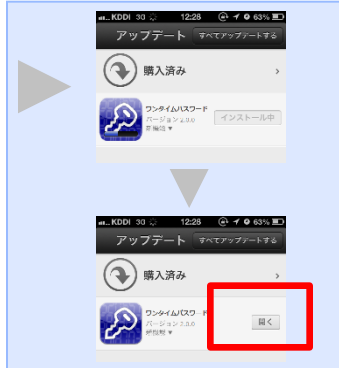 KDDI 3G 12:28 63%
アップデート すべてアップデートする
購入済み
ワンタイムパスワード
バージョン 2.0.0 インストール中
新機能 ▼
KDDI 3G 12:28 63%
アップデート すべてアップデートする
購入済み
ワンタイムパスワード
バージョン 2.0.0 開く
新機能 ▼